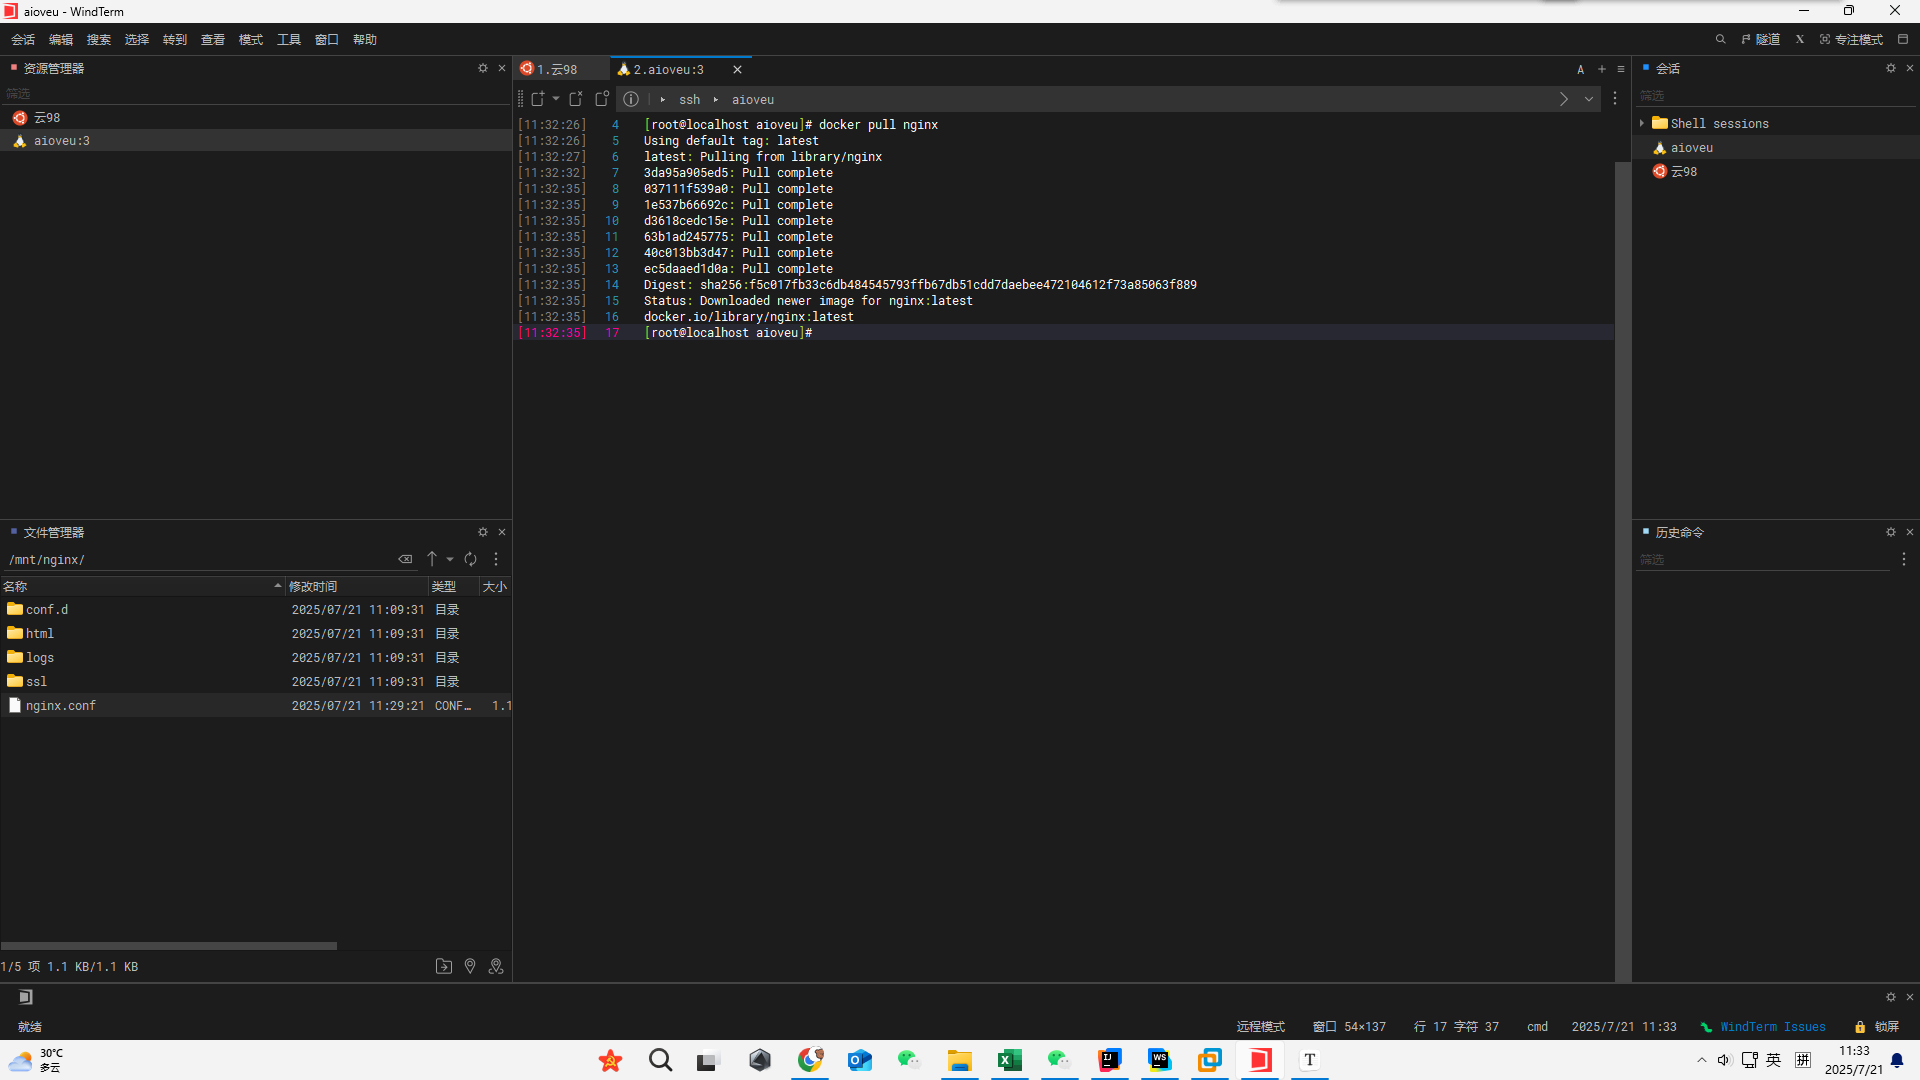 aioveu - WindTerm
会话 编辑 搜索 选择 转到 查看 模式 工具 窗口 帮助
隧道 X 专注模式
资源管理器
筛选
云98
aioveu:3
1.云98
2.aioveu:3
A
ssh aioveu
[11:32:26] 4 [root@localhost aioveu]# docker pull nginx
[11:32:26] 5 Using default tag: latest
[11:32:27] 6 latest: Pulling from library/nginx
[11:32:32] 7 3da95a905ed5: Pull complete
[11:32:35] 8 037111f539a0: Pull complete
[11:32:35] 9 1e537b66692c: Pull complete
[11:32:35] 10 d3618cedc15e: Pull complete
[11:32:35] 11 63b1ad245775: Pull complete
[11:32:35] 12 40c013bb3d47: Pull complete
[11:32:35] 13 ec5daaed1d0a: Pull complete
[11:32:35] 14 Digest: sha256:f5c017fb33c6db484545793ffb67db51cdd7daebee472104612f73a85063f889
[11:32:35] 15 Status: Downloaded newer image for nginx:latest
[11:32:35] 16 docker.io/library/nginx:latest
[11:32:35] 17 [root@localhost aioveu]#
会话
筛选
Shell sessions
aioveu
云98
文件管理器
/mnt/nginx/
名称 修改时间 类型 大小
conf.d 2025/07/21 11:09:31 目录
html 2025/07/21 11:09:31 目录
logs 2025/07/21 11:09:31 目录
ssl 2025/07/21 11:09:31 目录
nginx.conf 2025/07/21 11:29:21 CONF… 1.1
1/5 项 1.1 KB/1.1 KB
历史命令
筛选
就绪
远程模式 窗口 54×137 行 17 字符 37 cmd 2025/7/21 11:33 WindTerm Issues 锁屏
30°C
多云
IJ
WS
T
英 拼
11:33
2025/7/21